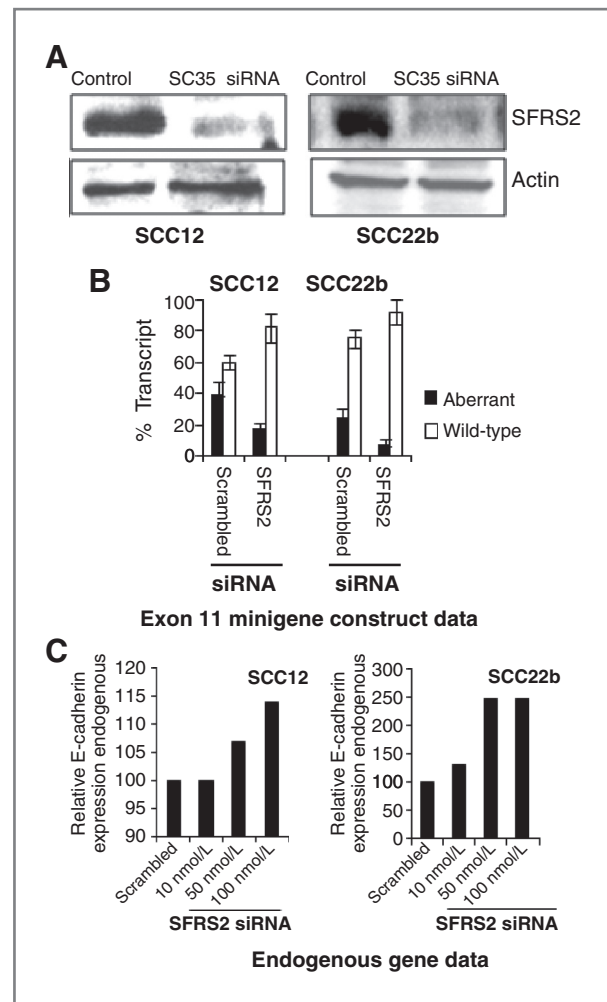 A
Control SC35 siRNA Control SC35 siRNA
SFRS2
Actin
SCC12 SCC22b
B
SCC12 SCC22b
% Transcript
100
80
60
40
20
0
Aberrant
Wild-type
Scrambled SFRS2 Scrambled SFRS2
siRNA siRNA
Exon 11 minigene construct data
C
SCC12
Relative E-cadherin
expression endogenous
120
115
110
105
100
95
90
Scrambled 10 nmol/L 50 nmol/L 100 nmol/L
SFRS2 siRNA
SCC22b
Relative E-cadherin
expression endogenous
300
250
200
150
100
50
0
Scrambled 10 nmol/L 50 nmol/L 100 nmol/L
SFRS2 siRNA
Endogenous gene data